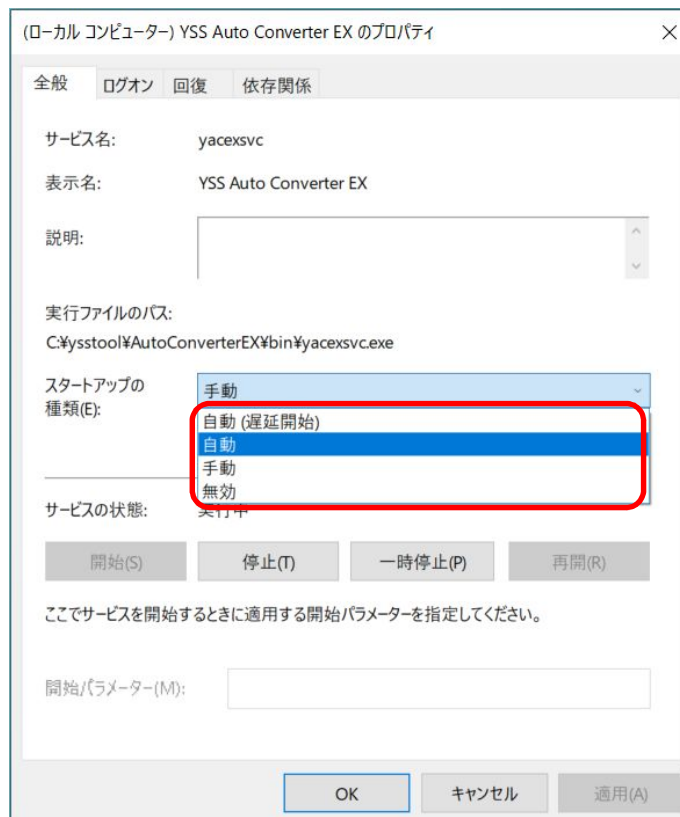 (ローカル コンピューター) YSS Auto Converter EX のプロパティ
全般 ログオン 回復 依存関係
サービス名: yacexsvc
表示名: YSS Auto Converter EX
説明:
実行ファイルのパス:
C:¥ysstool¥AutoConverterEX¥bin¥yacexsvc.exe
スタートアップの
種類(E):
手動
自動 (遅延開始)
自動
手動
無効
サービスの状態: 実行中
開始(S) 停止(T) 一時停止(P) 再開(R)
ここでサービスを開始するときに適用する開始パラメーターを指定してください。
開始パラメーター(M):
OK キャンセル 適用(A)